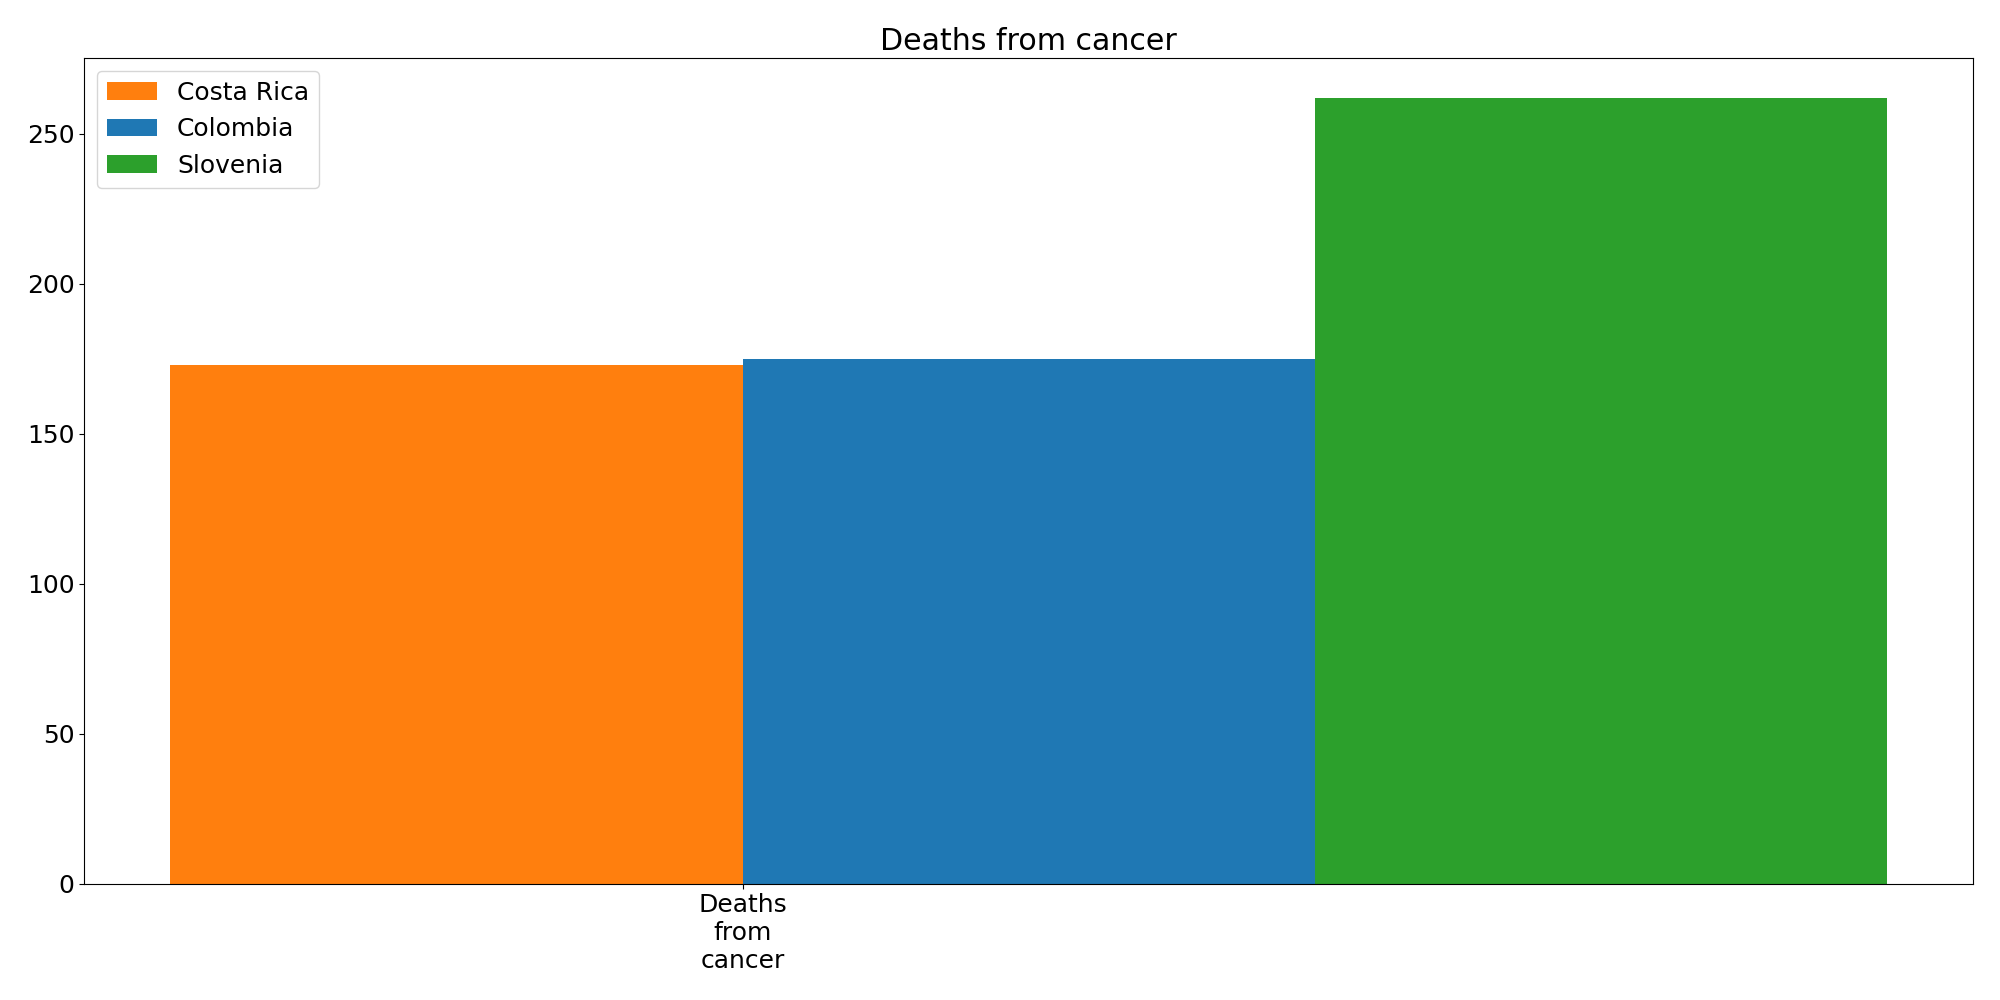 Deaths from cancer
Costa Rica
Colombia
Slovenia
250
200
150
100
50
0
Deaths
from
cancer